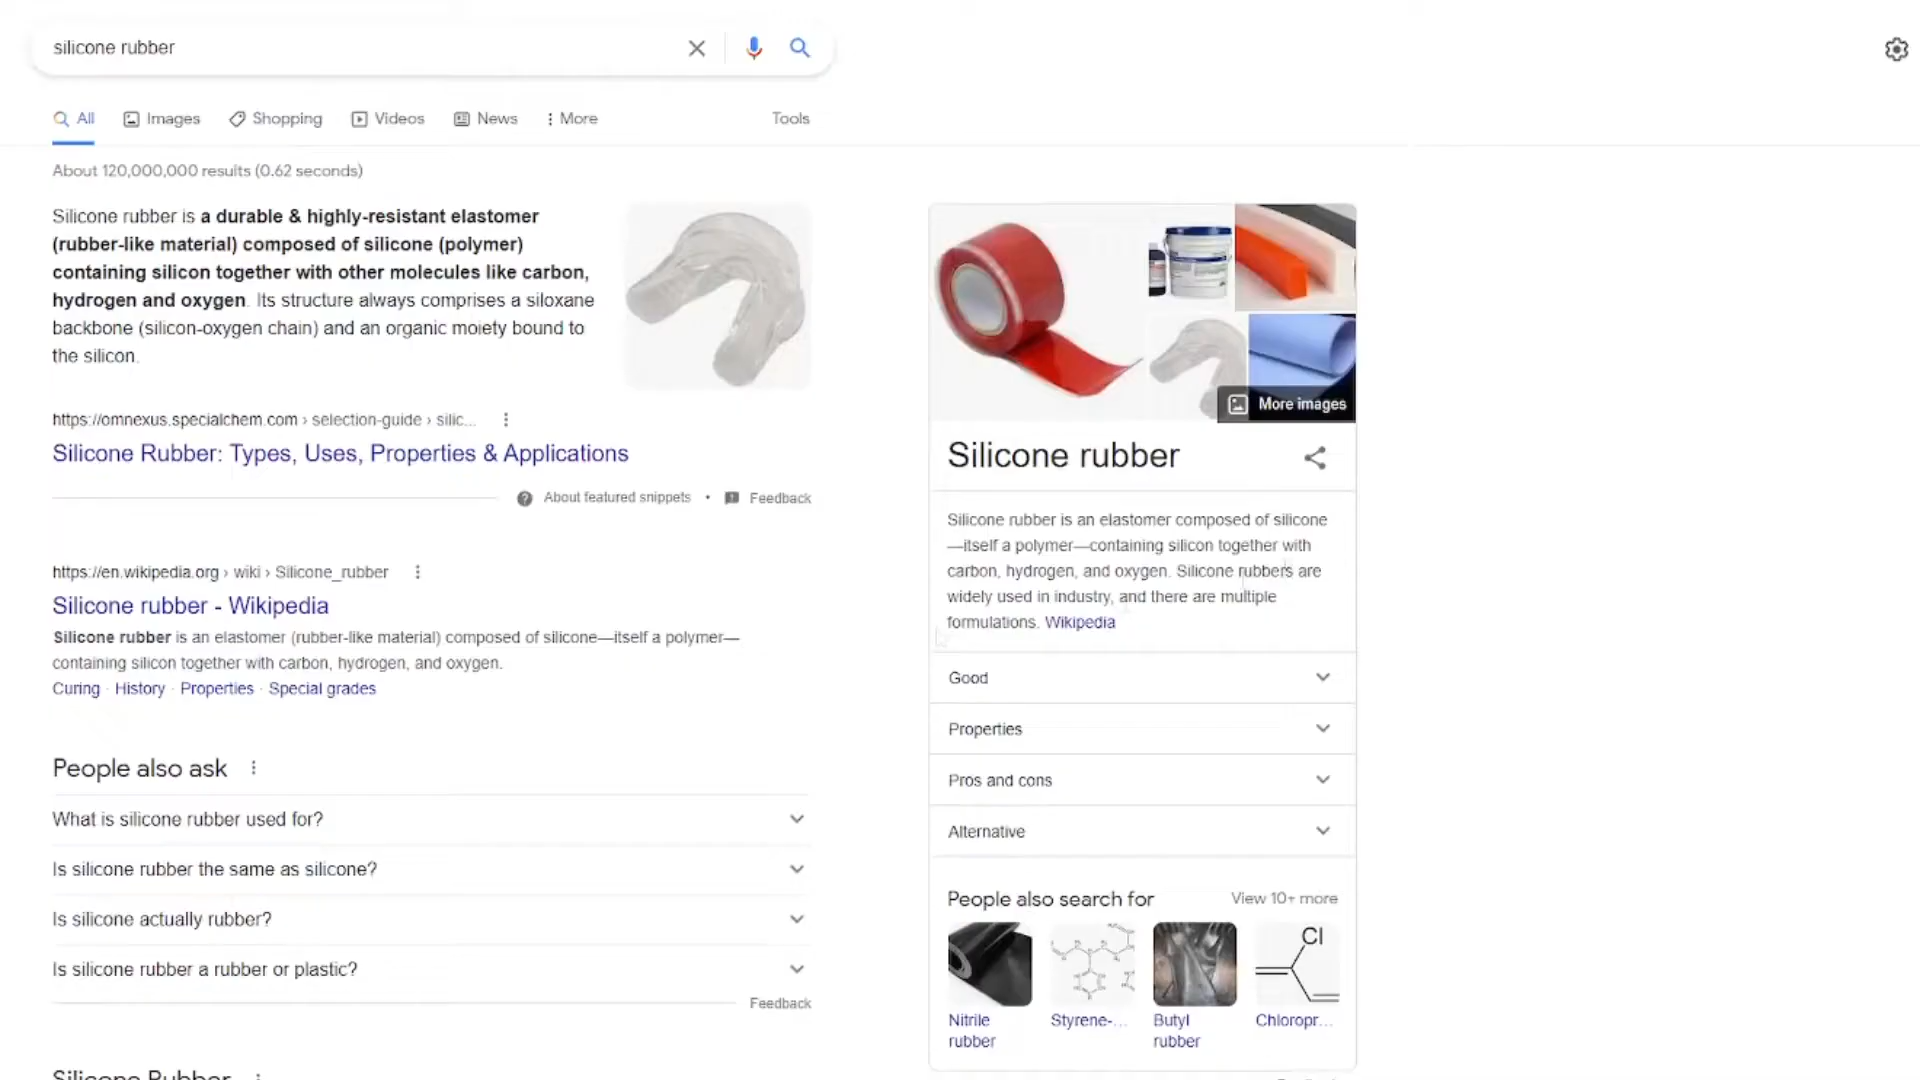 silicone rubber
All
Images
Shopping
Videos
News
More
Tools
About 120,000,000 results (0.62 seconds)
Silicone rubber is a durable & highly-resistant elastomer
(rubber-like material) composed of silicone (polymer)
containing silicon together with other molecules like carbon,
hydrogen and oxygen. Its structure always comprises a siloxane
backbone (silicon-oxygen chain) and an organic moiety bound to
the silicon.
https://omnexus.specialchem.com › selection-guide › silic...
Silicone Rubber: Types, Uses, Properties & Applications
About featured snippets • Feedback
https://en.wikipedia.org › wiki › Silicone_rubber
Silicone rubber - Wikipedia
Silicone rubber is an elastomer (rubber-like material) composed of silicone—itself a polymer—
containing silicon together with carbon, hydrogen, and oxygen.
Curing · History · Properties · Special grades
People also ask
What is silicone rubber used for?
Is silicone rubber the same as silicone?
Is silicone actually rubber?
Is silicone rubber a rubber or plastic?
Feedback
Silicone Rubber
More images
Silicone rubber
Silicone rubber is an elastomer composed of silicone
—itself a polymer—containing silicon together with
carbon, hydrogen, and oxygen. Silicone rubbers are
widely used in industry, and there are multiple
formulations. Wikipedia
Good
Properties
Pros and cons
Alternative
People also search for
View 10+ more
Cl
Nitrile
rubber
Styrene-...
Butyl
rubber
Chloropr...